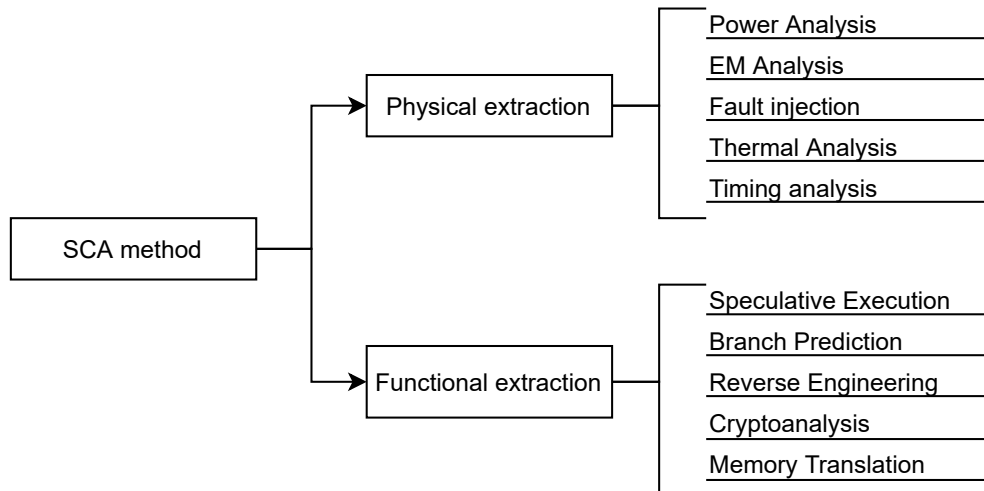 Power Analysis
EM Analysis
Physical extraction
Fault injection
Thermal Analysis
Timing analysis
SCA method
Speculative Execution
Branch Prediction
Functional extraction
Reverse Engineering
Cryptoanalysis
Memory Translation